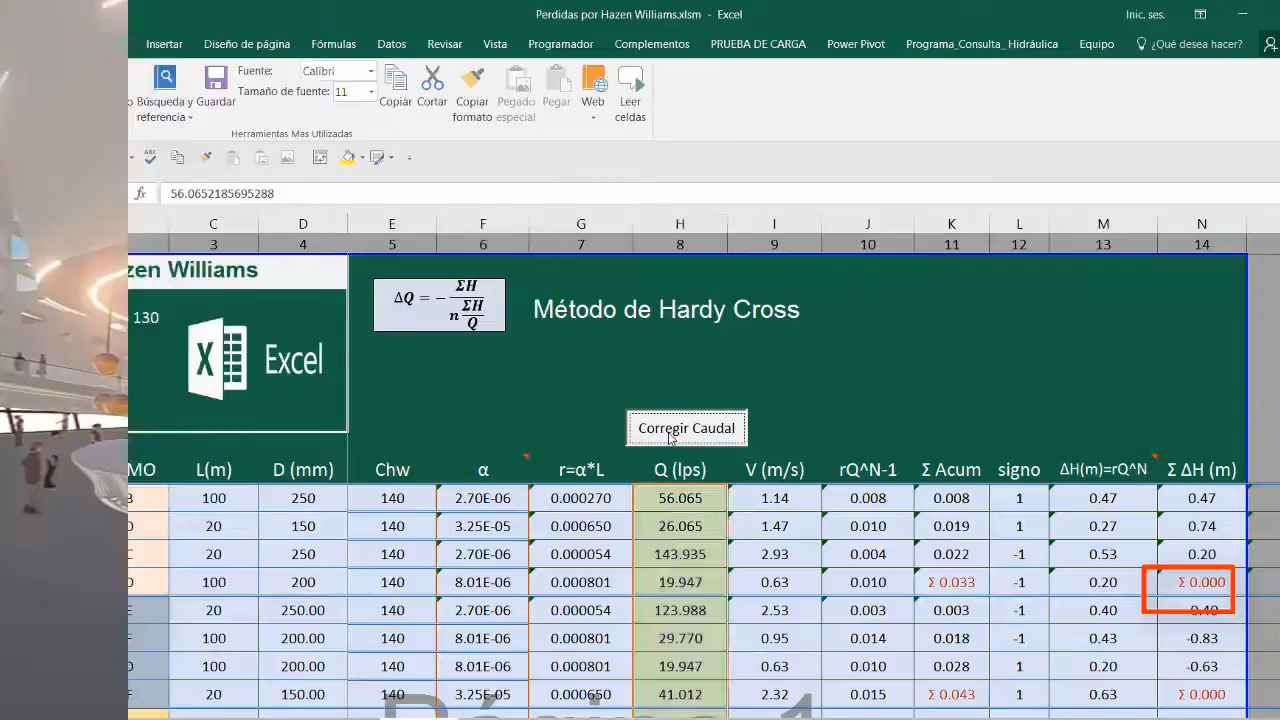 Perdidas por Hazen Williams.xlsm - Excel
Inic. ses.
Insertar Diseño de página Fórmulas Datos Revisar Vista Programador Complementos PRUEBA DE CARGA Power Pivot Programa_Consulta_ Hidráulica Equipo ¿Qué desea hacer?
Fuente: Calibri
Tamaño de fuente: 11
o Búsqueda y referencia Guardar Copiar Cortar Copiar formato Pegado especial Pegar Web Leer celdas
Herramientas Mas Utilizadas
ABC
fx 56.0652185695288
C D E F G H I J K L M N
3 4 5 6 7 8 9 10 11 12 13 14
zen Williams
130
X Excel
ΔQ = − ΣH / n ΣH/Q
Método de Hardy Cross
Corregir Caudal
MO L(m) D (mm) Chw α r=α*L Q (lps) V (m/s) rQ^N-1 Σ Acum signo ΔH(m)=rQ^N Σ ΔH (m)
B 100 250 140 2.70E-06 0.000270 56.065 1.14 0.008 0.008 1 0.47 0.47
D 20 150 140 3.25E-05 0.000650 26.065 1.47 0.010 0.019 1 0.27 0.74
C 20 250 140 2.70E-06 0.000054 143.935 2.93 0.004 0.022 -1 0.53 0.20
D 100 200 140 8.01E-06 0.000801 19.947 0.63 0.010 Σ 0.033 -1 0.20 Σ 0.000
E 20 250.00 140 2.70E-06 0.000054 123.988 2.53 0.003 0.003 -1 0.40 -0.40
F 100 200.00 140 8.01E-06 0.000801 29.770 0.95 0.014 0.018 -1 0.43 -0.83
D 100 200.00 140 8.01E-06 0.000801 19.947 0.63 0.010 0.028 1 0.20 -0.63
F 20 150.00 140 3.25E-05 0.000650 41.012 2.32 0.015 Σ 0.043 1 0.63 Σ 0.000
Página 1